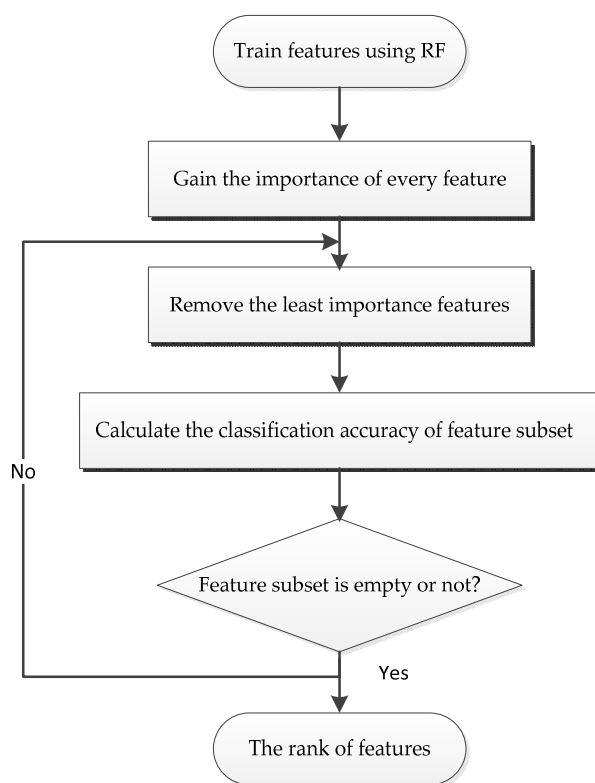 Train features using RF
Gain the importance of every feature
Remove the least importance features
Calculate the classification accuracy of feature subset
No
Feature subset is empty or not?
Yes
The rank of features